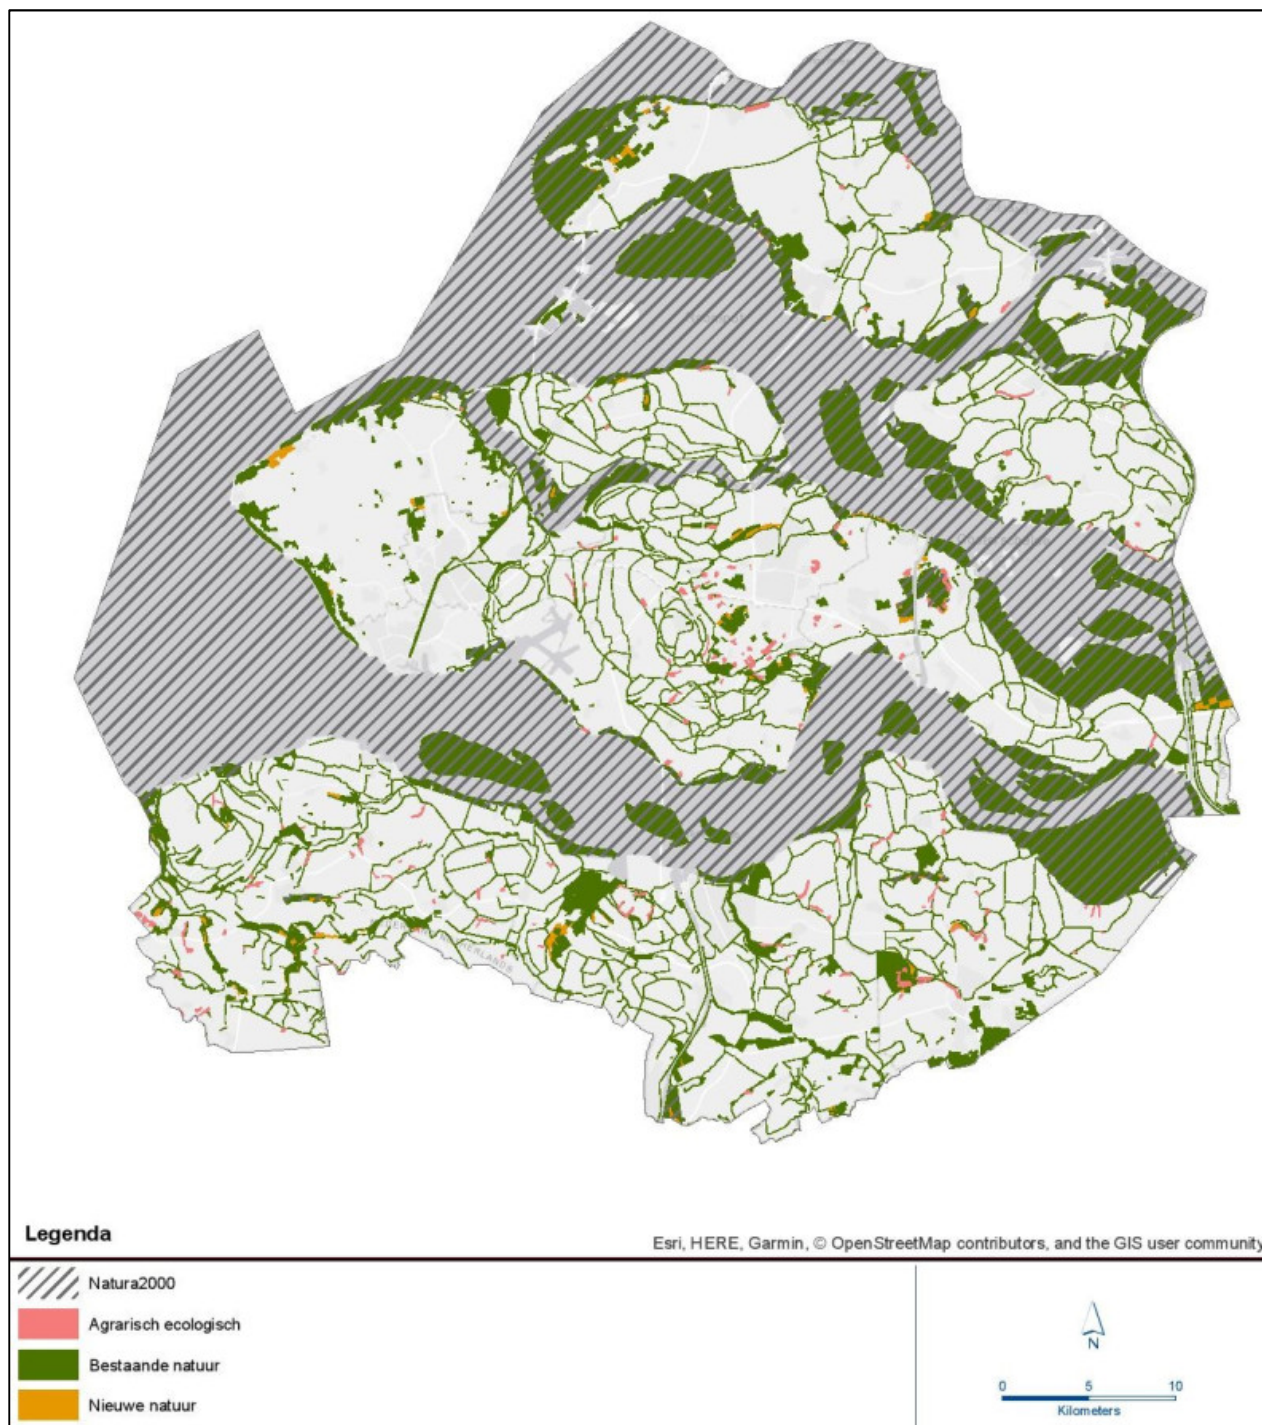 NETHERLANDS
Legenda
Esri, HERE, Garmin, © OpenStreetMap contributors, and the GIS user community
Natura2000
Agrarisch ecologisch
Bestaande natuur
Nieuwe natuur
N
0 5 10
Kilometers